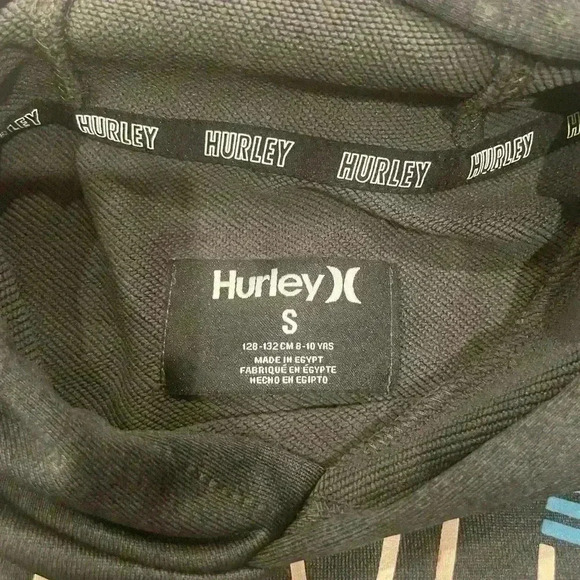 HURLEY HURLEY HURLEY HURLEY HURLEY
Hurley
S
128-132 CM 8-10 YRS
MADE IN EGYPT
FABRIQUÉ EN ÉGYPTE
HECHO EN EGIPTO